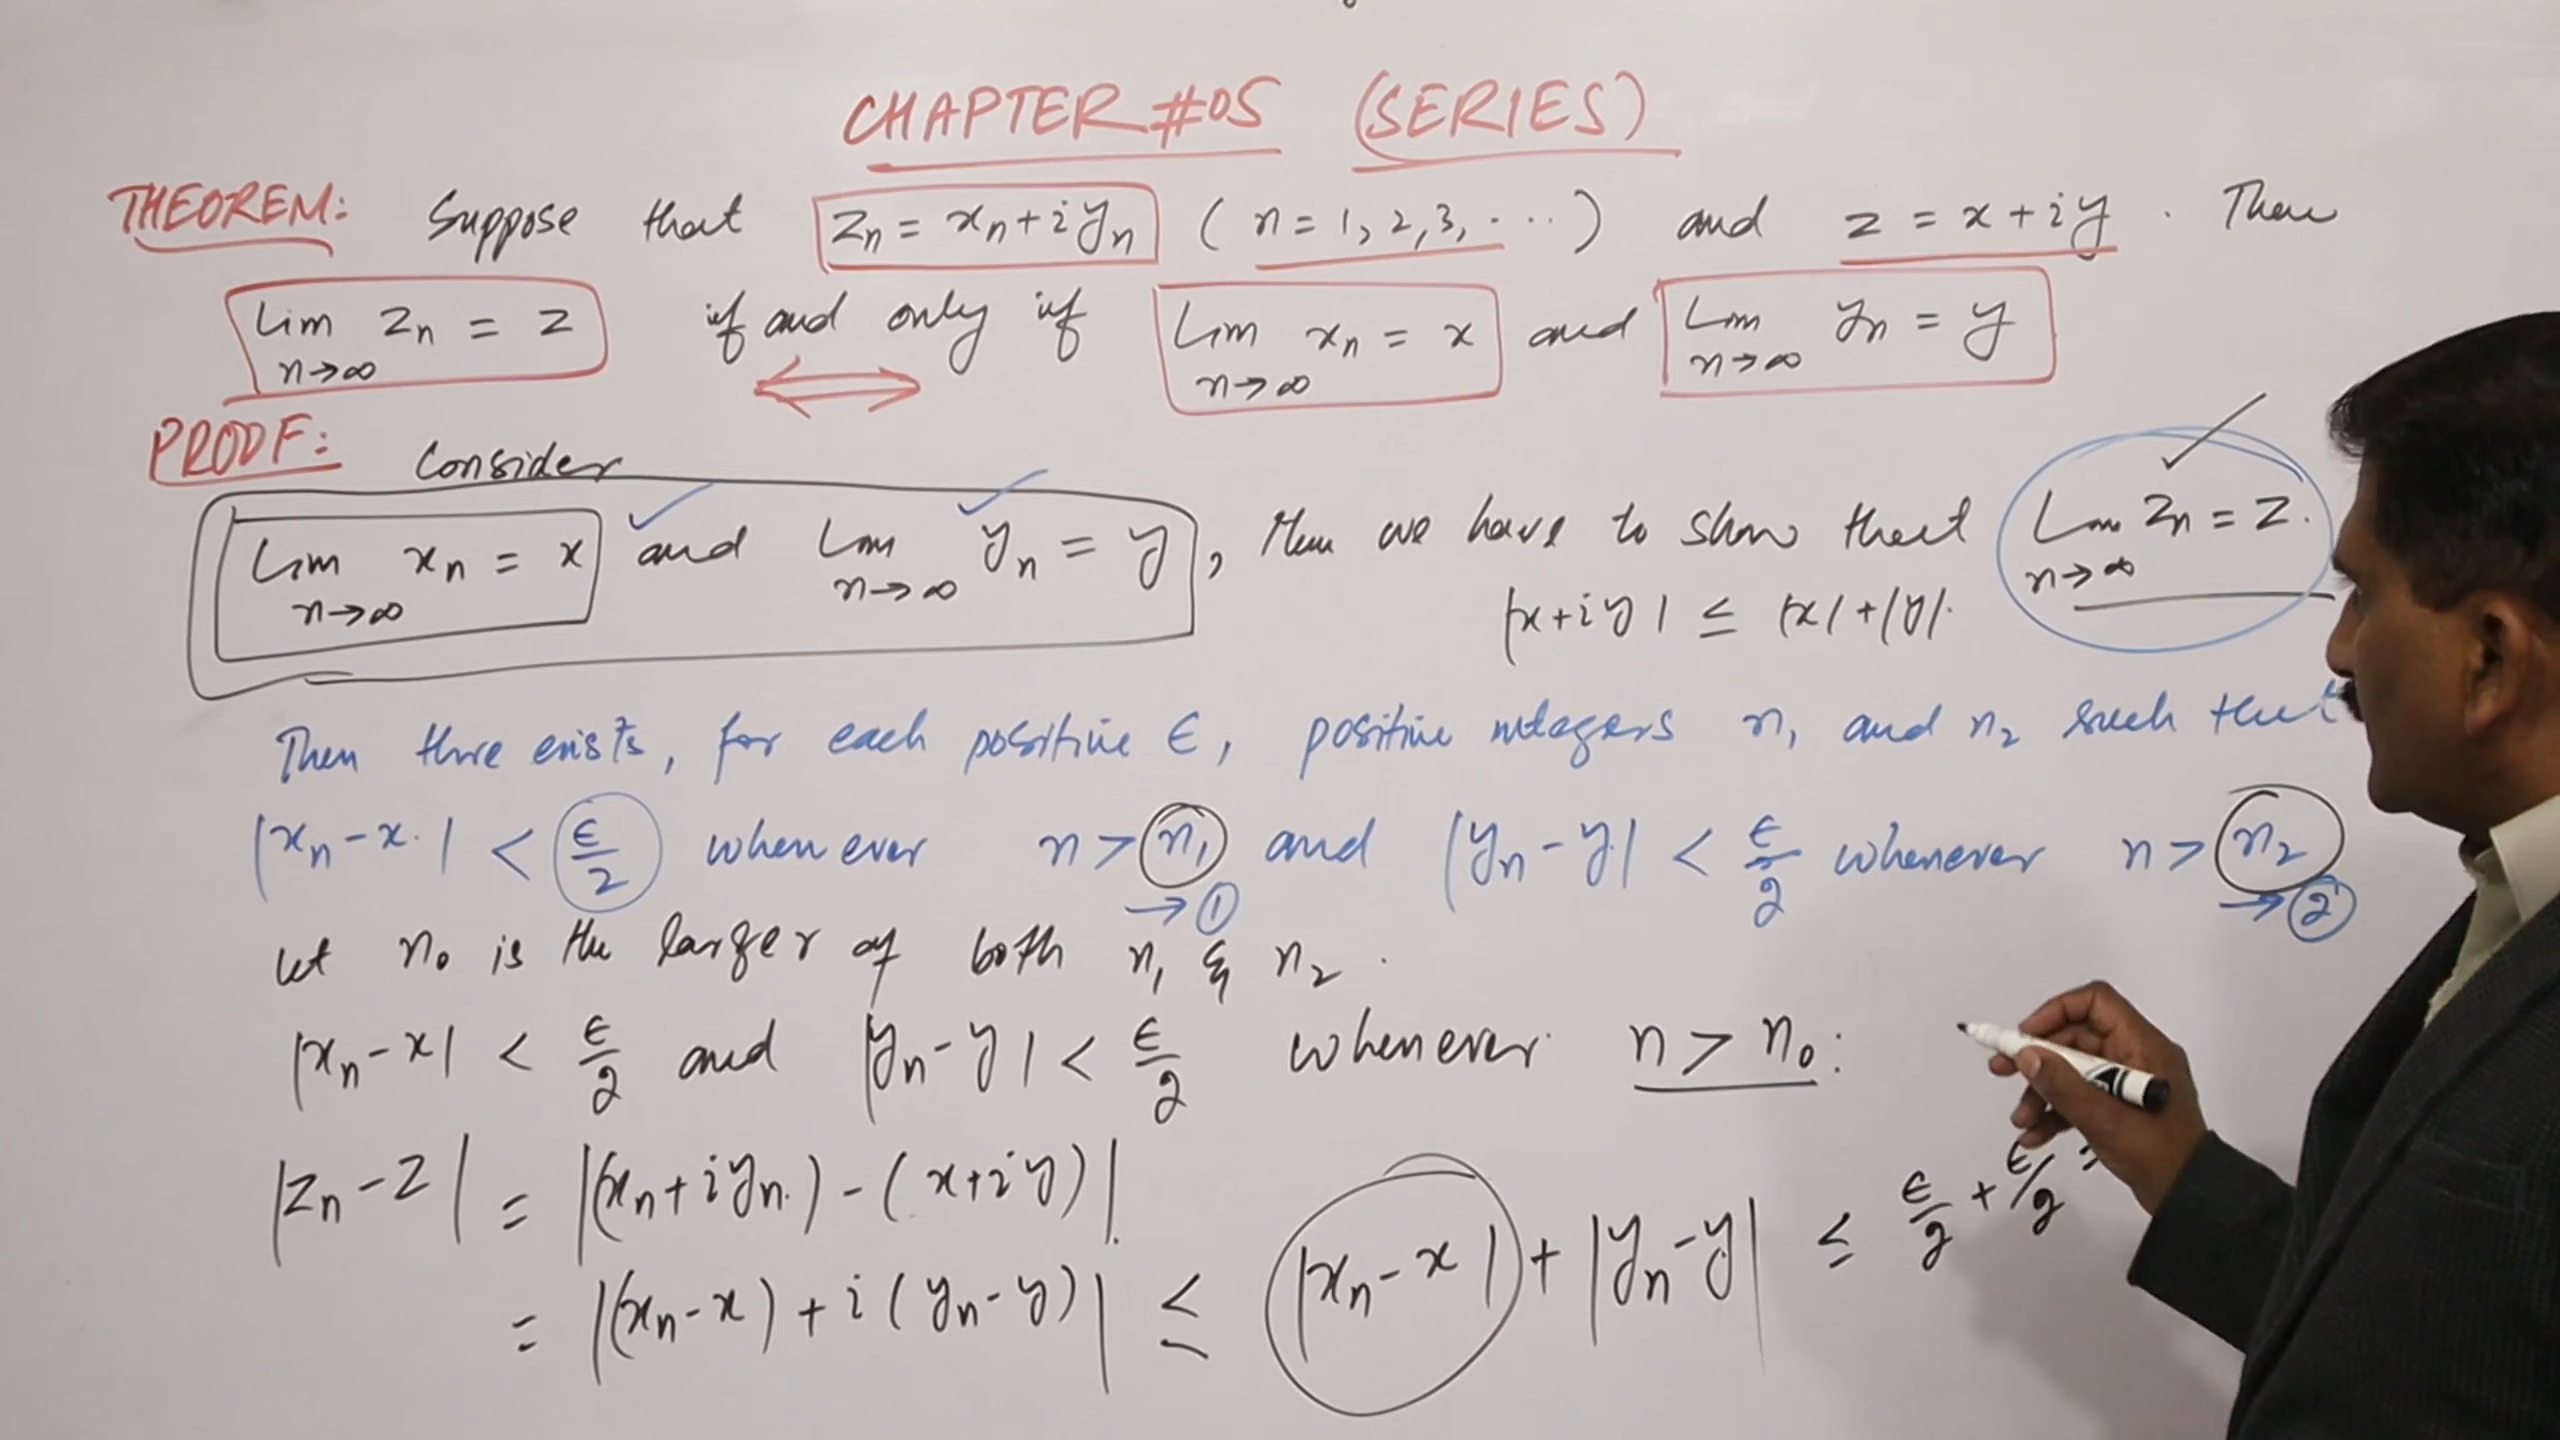 CHAPTER #05 (SERIES)
THEOREM: Suppose that zn = xn + i yn (n = 1, 2, 3, ....) and z = x + i y . Then
Lim n→∞ zn = z if and only if Lim n→∞ xn = x and Lim n→∞ yn = y
⟺
PROOF: Consider
Lim n→∞ xn = x and Lim n→∞ yn = y , then we have to show that Lim n→∞ zn = z.
|x + i y| ≤ |x| + |y|.
Then thre exists, for each positive ϵ, positive integers n₁ and n₂ such that
|xn - x| < ϵ/2 whenever n > n₁ → ① and |yn - y| < ϵ/2 whenever n > n₂ → ②
let n₀ is the larger of both n₁ & n₂ .
|xn - x| < ϵ/2 and |yn - y| < ϵ/2 whenever n > n₀ :
|zn - z| = |(xn + i yn) - (x + i y)|.
= |(xn - x) + i (yn - y)| ≤ |xn - x| + |yn - y| ≤ ϵ/2 + ϵ/2 =